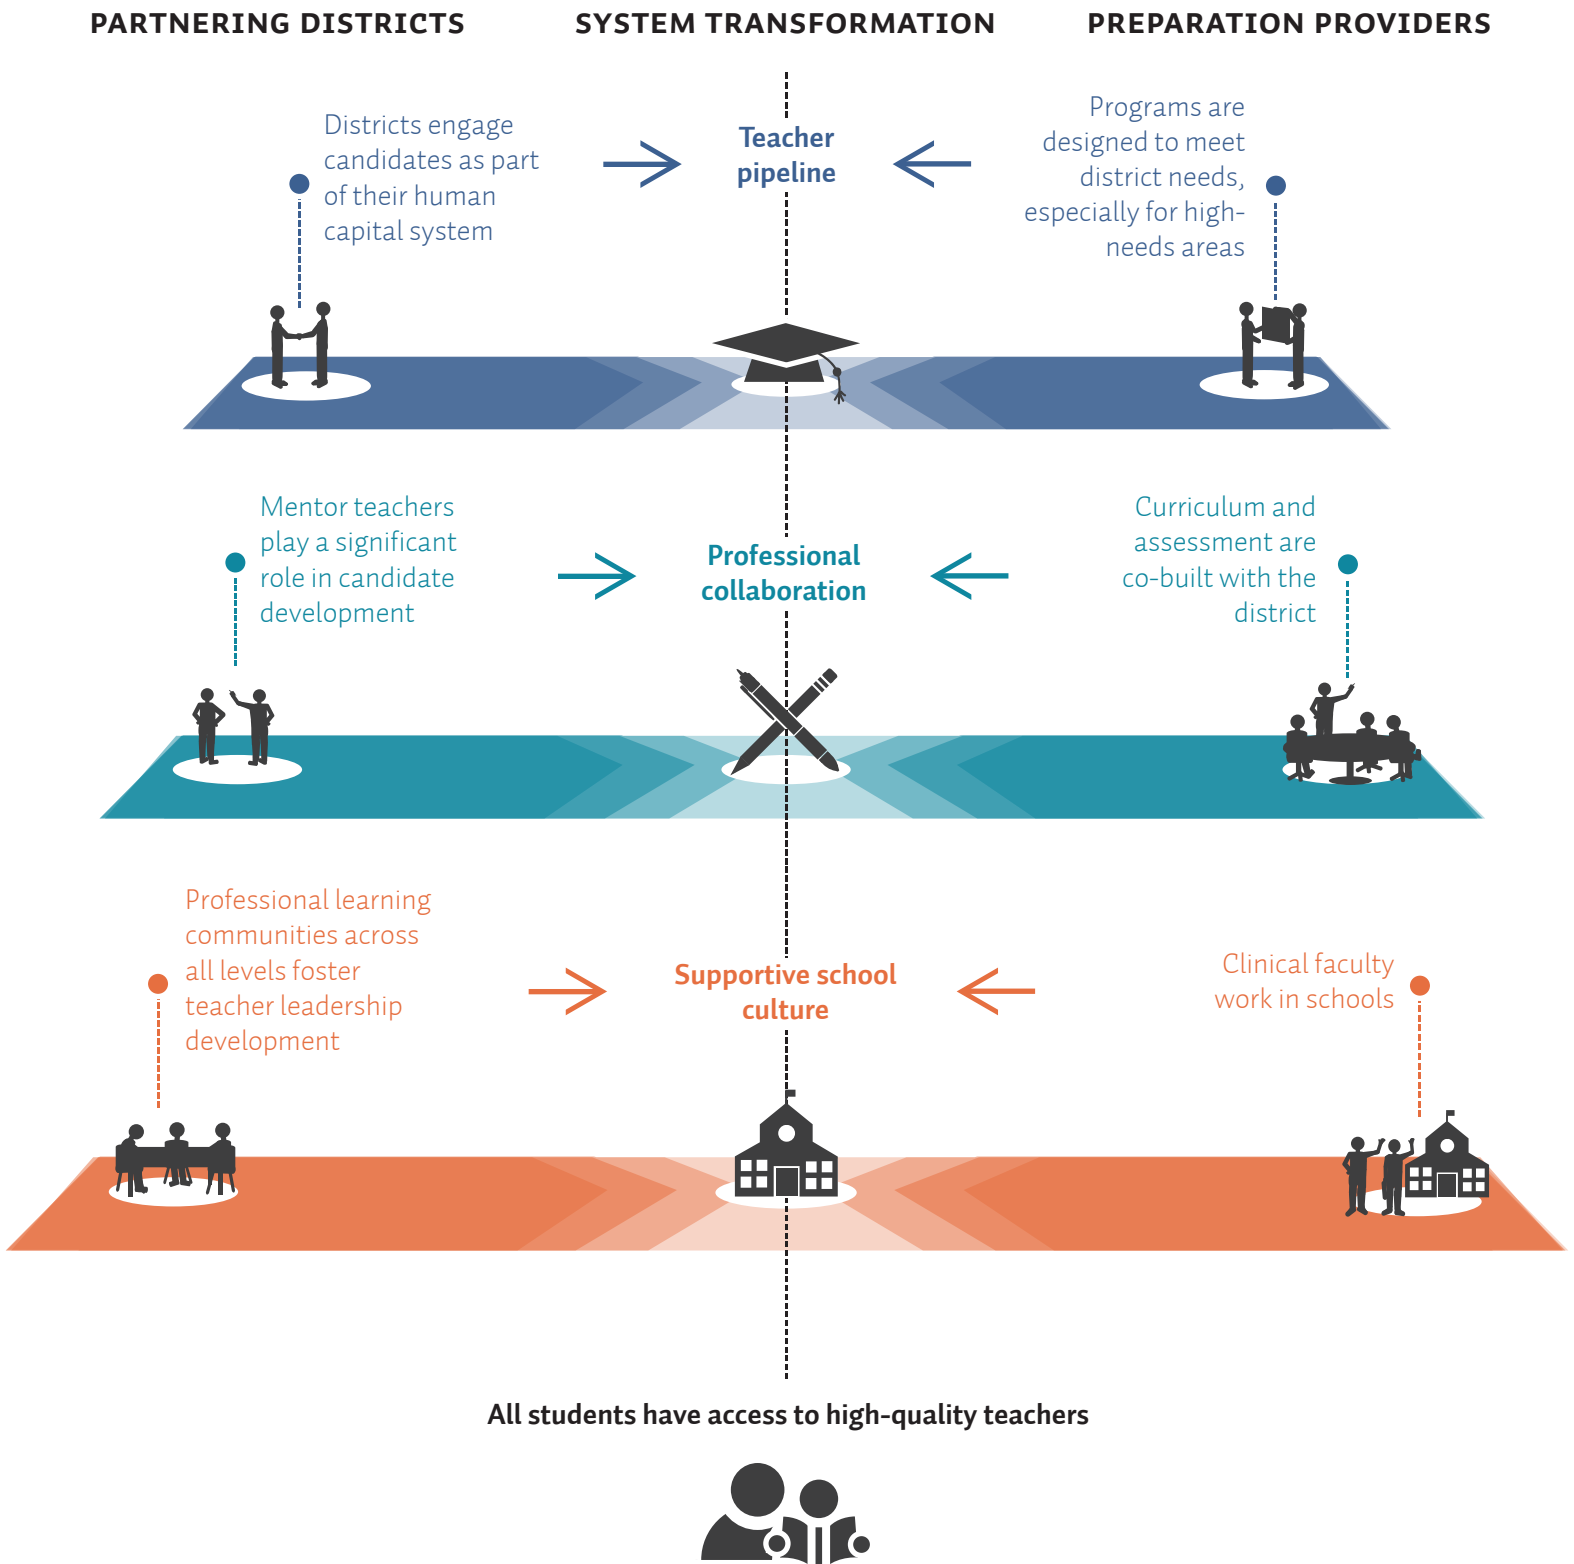 PARTNERING DISTRICTS
SYSTEM TRANSFORMATION
PREPARATION PROVIDERS
Districts engage
candidates as part
of their human
capital system
Teacher
pipeline
Programs are
designed to meet
district needs,
especially for high-
needs areas
Mentor teachers
play a significant
role in candidate
development
Professional
collaboration
Curriculum and
assessment are
co-built with the
district
Professional learning
communities across
all levels foster
teacher leadership
development
Supportive school
culture
Clinical faculty
work in schools
All students have access to high-quality teachers